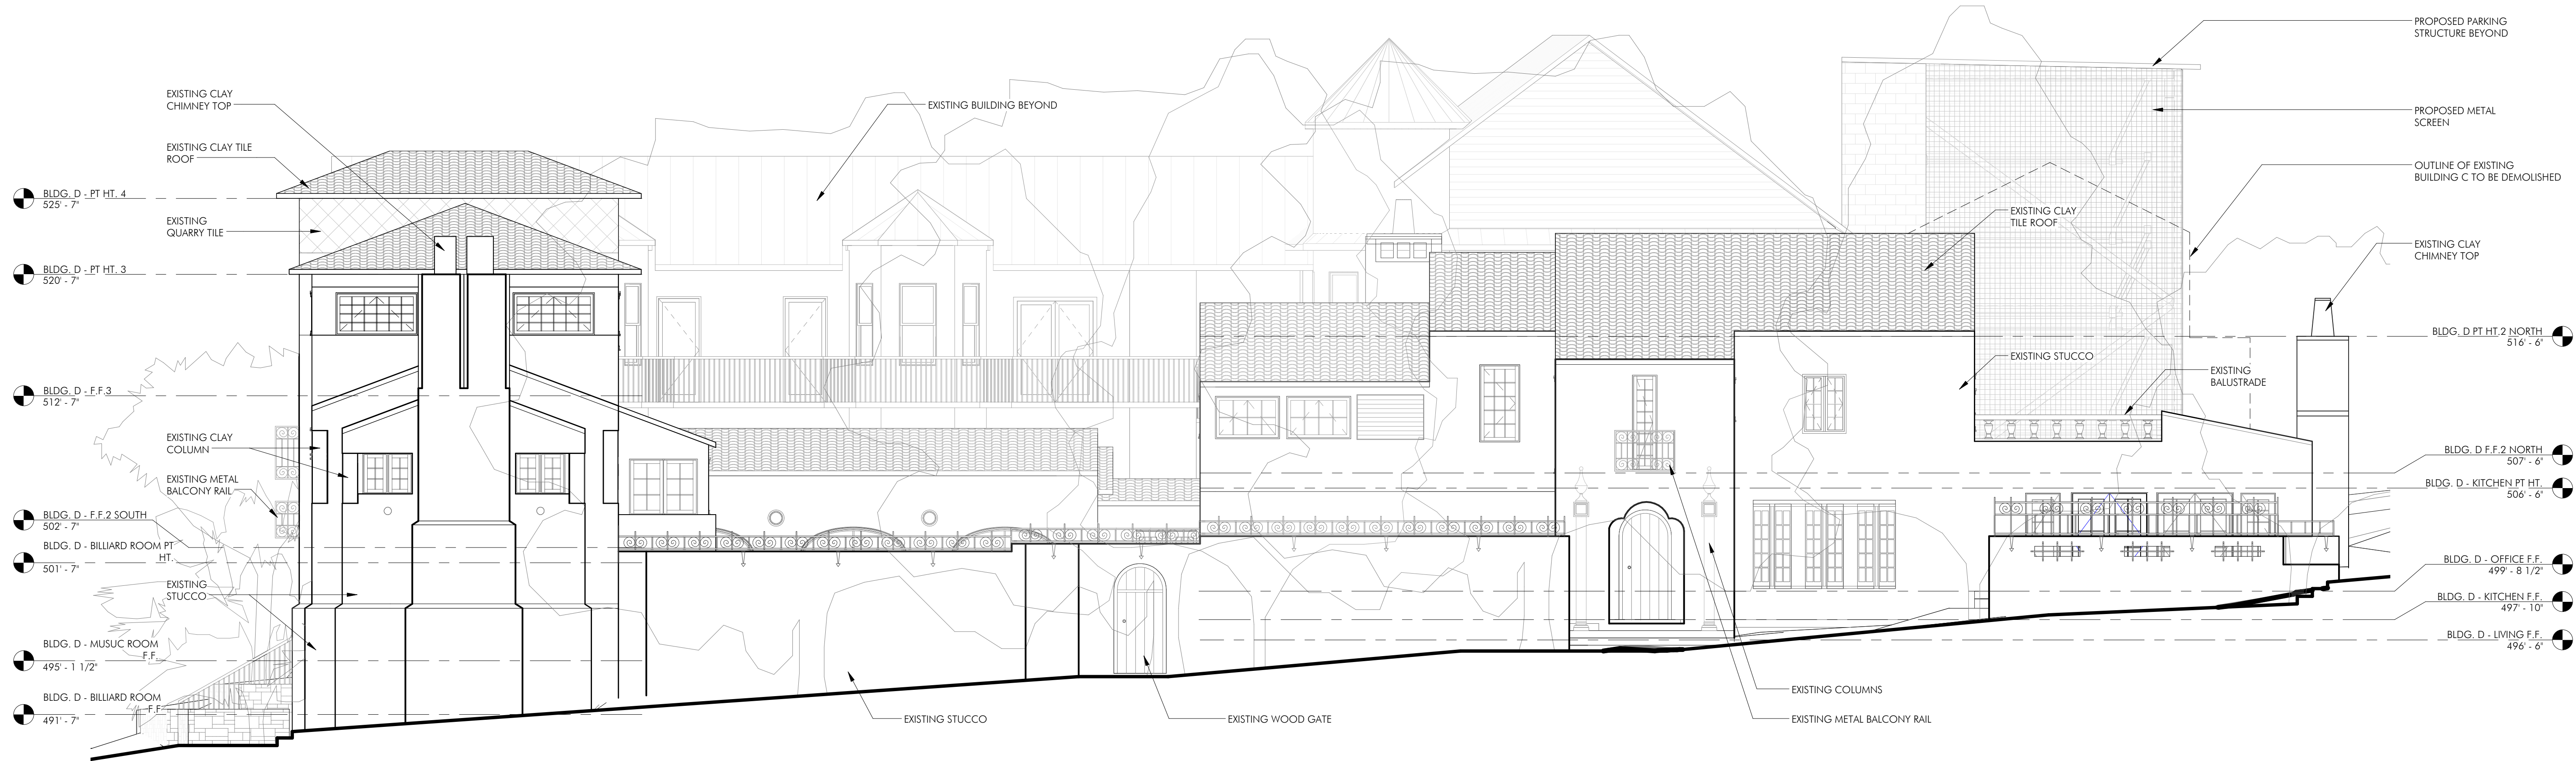 PROPOSED PARKING
STRUCTURE BEYOND
EXISTING CLAY
CHIMNEY TOP
EXISTING BUILDING BEYOND
PROPOSED METAL
SCREEN
EXISTING CLAY TILE
ROOF
OUTLINE OF EXISTING
BUILDING C TO BE DEMOLISHED
BLDG. D - PT HT. 4
525' - 7"
EXISTING
QUARRY TILE
EXISTING CLAY
TILE ROOF
EXISTING CLAY
CHIMNEY TOP
BLDG. D - PT HT. 3
520' - 7"
BLDG. D PT HT.2 NORTH
516' - 6"
EXISTING STUCCO
EXISTING
BALUSTRADE
BLDG. D - F.F.3
512' - 7"
EXISTING CLAY
COLUMN
BLDG. D F.F.2 NORTH
507' - 6"
EXISTING METAL
BALCONY RAIL
BLDG. D - KITCHEN PT HT.
506' - 6"
BLDG. D - F.F.2 SOUTH
502' - 7"
BLDG. D - BILLIARD ROOM PT
HT.
501' - 7"
BLDG. D - OFFICE F.F.
499' - 8 1/2"
EXISTING
STUCCO
BLDG. D - KITCHEN F.F.
497' - 10"
BLDG. D - LIVING F.F.
496' - 6"
BLDG. D - MUSUC ROOM
F.F.
495' - 1 1/2"
BLDG. D - BILLIARD ROOM
F.F
491' - 7"
EXISTING COLUMNS
EXISTING STUCCO
EXISTING WOOD GATE
EXISTING METAL BALCONY RAIL